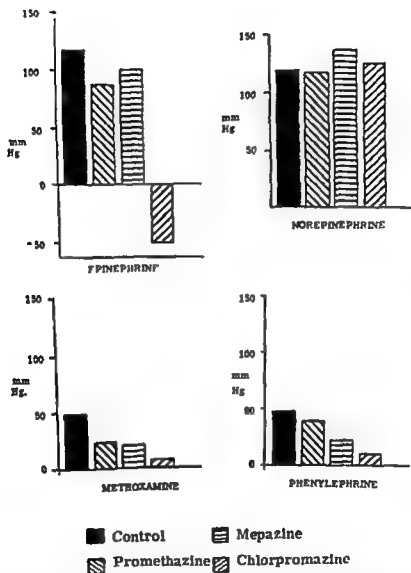 150
100
mm
Hg
50
0
-50
EPINEPHRINE
150
100
mm
Hg
50
NOREPINEPHRINE
150
100
mm
Hg.
50
0
METHOXAMINE
150
100
mm
Hg
50
0
PHENYLEPHRINE
Control
Mepazine
Promethazine
Chlorpromazine